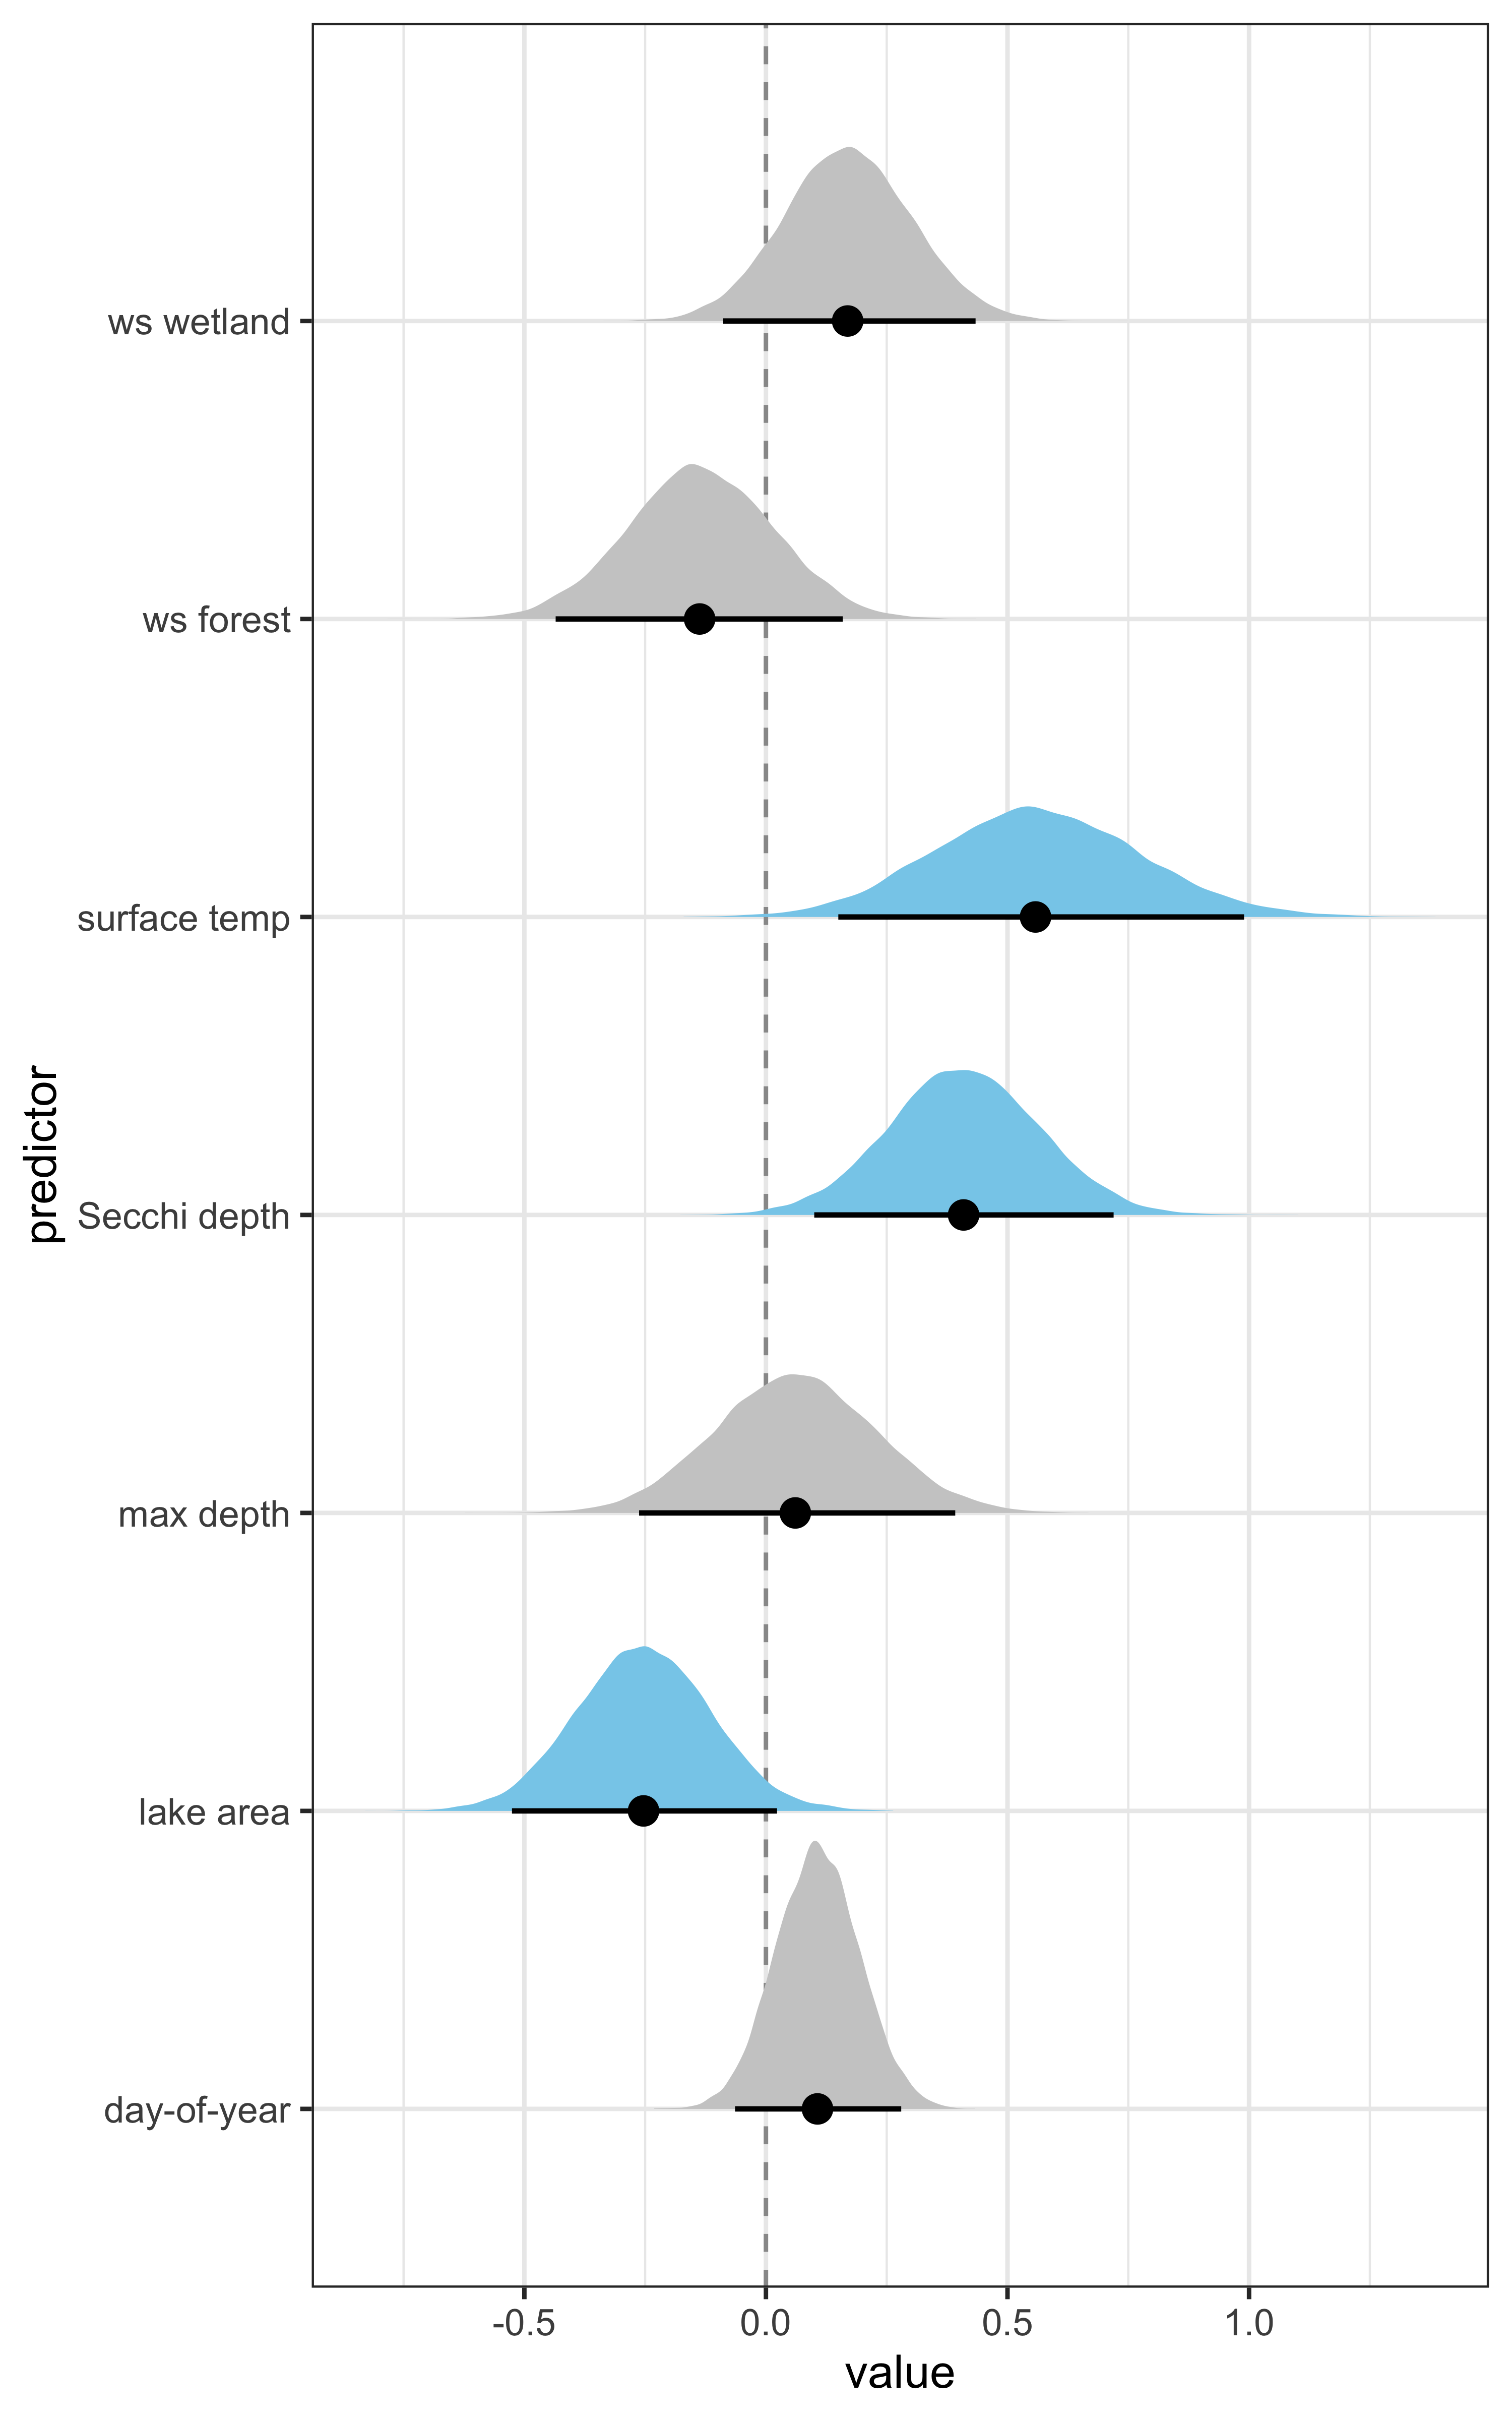 ws wetland
ws forest
surface temp
predictor
Secchi depth
max depth
lake area
day-of-year
-0.5 0.0 0.5 1.0
value